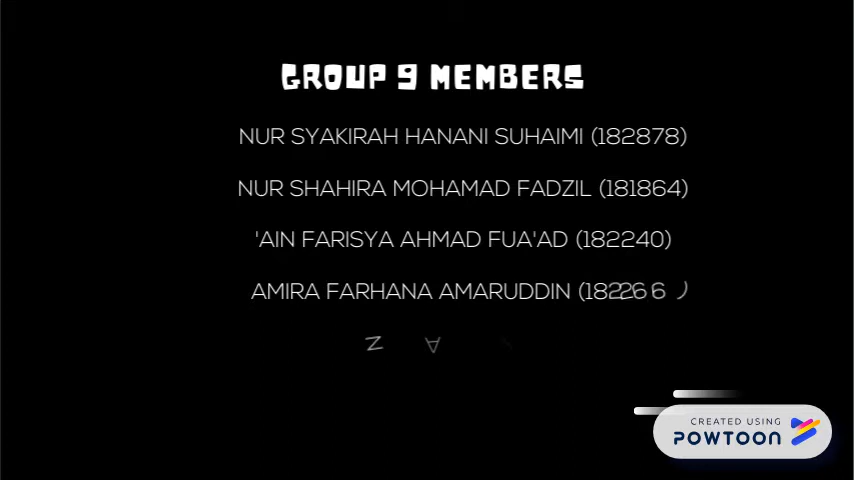 GROUP 9 MEMBERS
NUR SYAKIRAH HANANI SUHAIMI (182878)
NUR SHAHIRA MOHAMAD FADZIL (181864)
'AIN FARISYA AHMAD FUA'AD (182240)
AMIRA FARHANA AMARUDDIN (182266)
CREATED USING
POWTOON